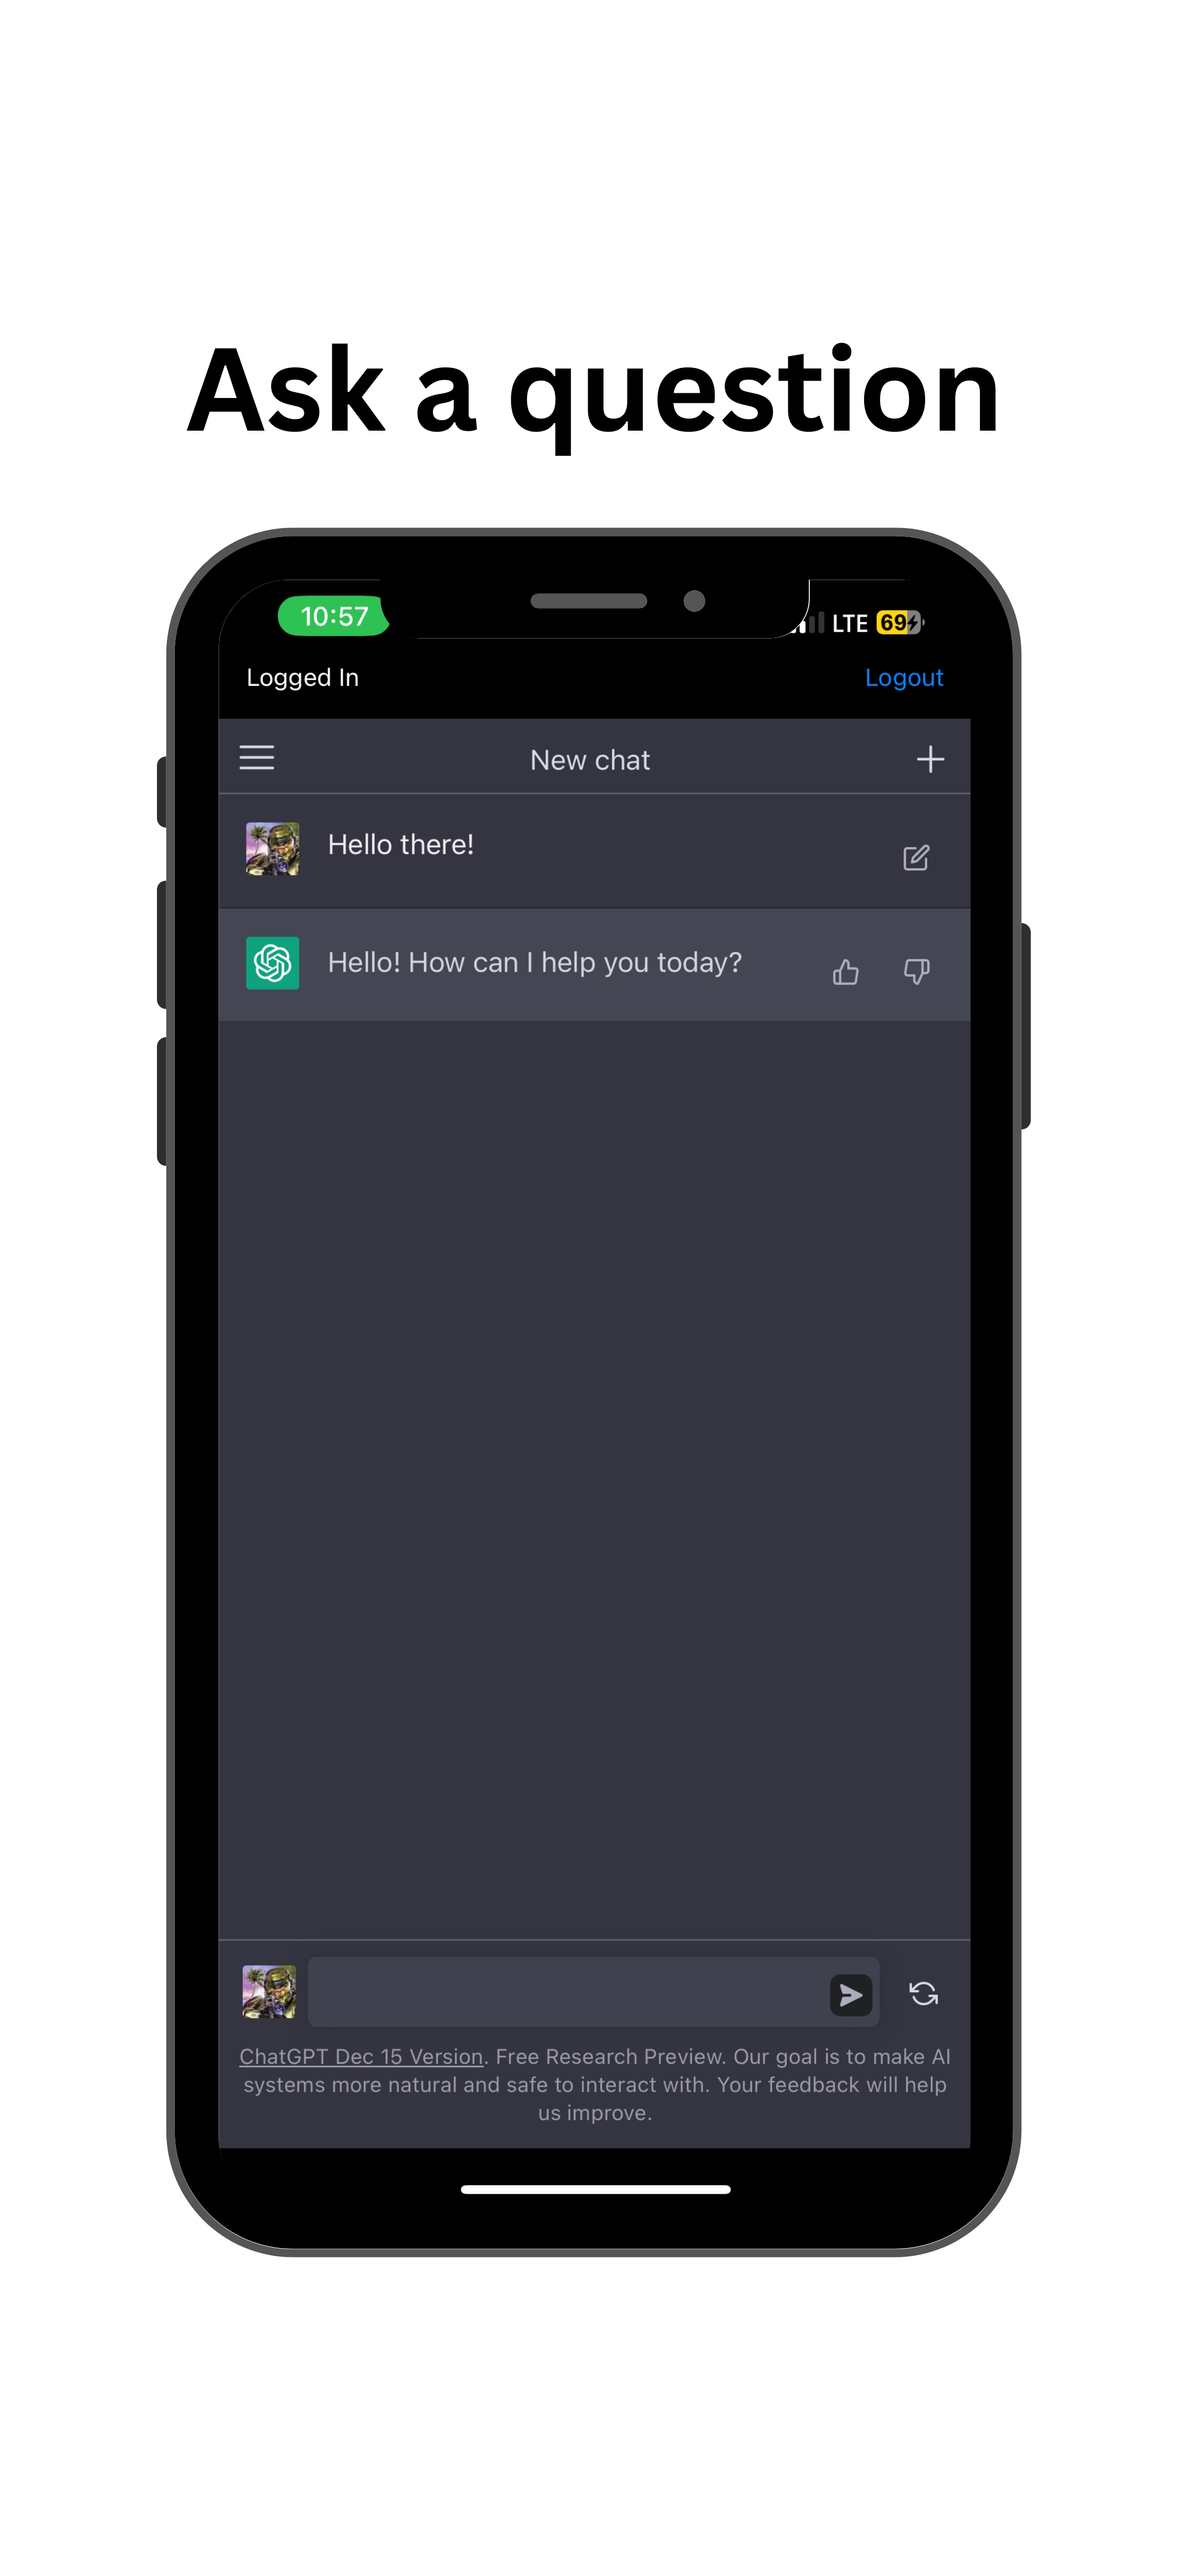 Ask a question
10:57
LTE 69
Logged In
Logout
New chat
Hello there!
Hello! How can I help you today?
ChatGPT Dec 15 Version. Free Research Preview. Our goal is to make AI
systems more natural and safe to interact with. Your feedback will help
us improve.